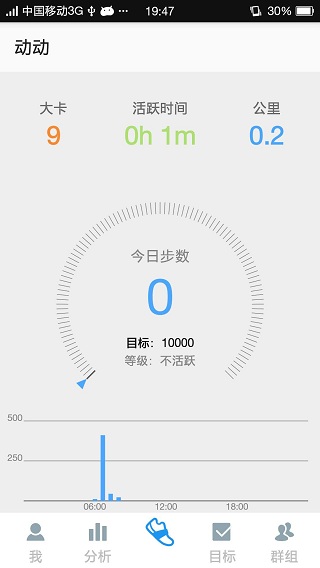 中国移动3G ... 19:47 30%
动动
大卡 活跃时间 公里
9 0h 1m 0.2
今日步数
0
目标：10000
等级：不活跃
500
250
06:00 12:00 18:00
我 分析 目标 群组